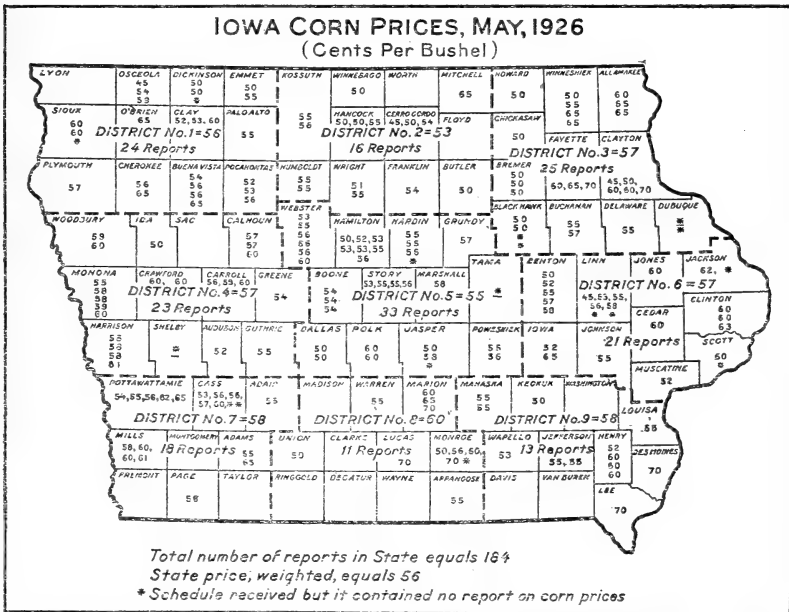 IOWA CORN PRICES, MAY, 1926
(Cents Per Bushel)
LYON
OSCEOLA
45
54
59
DICKINSON
50
50
*
EMMET
50
55
KOSSUTH
55
56
WINNEBAGO
50
WORTH
MITCHELL
65
HOWARD
50
WINNESHIEK
50
55
65
65
ALLAMAKEE
60
65
65
SIOUX
60
60
*
O'BRIEN
65
CLAY
52, 53, 60
PALO ALTO
55
HANCOCK
50, 50, 55
CERRO GORDO
45, 50, 54
FLOYD
CHICKASAW
50
DISTRICT No.1=56
24 Reports
DISTRICT No.2=53
16 Reports
FAYETTE
60, 65, 70
CLAYTON
45, 50,
60, 60, 70
DISTRICT No.3=57
25 Reports
PLYMOUTH
57
CHEROKEE
56
65
BUENA VISTA
54
56
56
65
POCAHONTAS
52
53
56
HUMBOLDT
55
55
WRIGHT
51
55
FRANKLIN
54
BUTLER
50
BREMER
50
50
50
BLACK HAWK
50
50
*
*
BUCHANAN
55
57
DELAWARE
55
DUBUQUE
*
*
WOODBURY
59
60
IDA
50
SAC
CALHOUN
57
57
60
WEBSTER
53
55
56
56
56
60
HAMILTON
50, 52, 53
53, 53, 55
56
HARDIN
55
55
56
*
GRUNDY
57
TAMA
*
BENTON
50
52
55
57
58
LINN
45, 53, 55,
56, 58
* *
JONES
60
JACKSON
62, *
MONONA
55
58
58
59
60
CRAWFORD
60, 60
CARROLL
56, 59, 60
GREENE
54
DISTRICT No.4=57
23 Reports
BOONE
54
54
54
STORY
53, 55, 55, 56
MARSHALL
58
DISTRICT No.5=55
33 Reports
DISTRICT No.6=57
21 Reports
CEDAR
60
CLINTON
60
60
63
HARRISON
58
58
61
SHELBY
*
AUDUBON
52
GUTHRIE
55
DALLAS
50
50
POLK
60
60
JASPER
50
58
*
POWESHIEK
55
56
IOWA
52
65
JOHNSON
55
SCOTT
60
*
MUSCATINE
52
POTTAWATTAMIE
54, 55, 56, 62, 65
CASS
53, 56, 56,
57, 60, * *
ADAIR
55
DISTRICT No.7=58
18 Reports
MADISON
WARREN
55
MARION
60
65
70
DISTRICT No.8=60
11 Reports
MAHASKA
55
55
KEOKUK
50
WASHINGTON
DISTRICT No.9=58
13 Reports
LOUISA
58
MILLS
58, 60,
60, 61
MONTGOMERY
ADAMS
55
65
UNION
50
CLARKE
LUCAS
70
MONROE
50, 56, 60,
70 *
WAPELLO
53
JEFFERSON
55, 55
HENRY
52
60
60
60
DES MOINES
70
FREMONT
PAGE
58
TAYLOR
RINGGOLD
DECATUR
WAYNE
APPANOOSE
55
DAVIS
VAN BUREN
LEE
70
Total number of reports in State equals 184
State price, weighted, equals 56
* Schedule received but it contained no report on corn prices